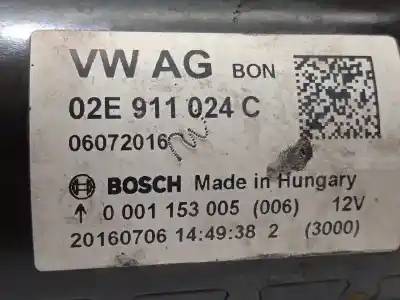 VW AG BON
02E 911 024 C
06072016
BOSCH Made in Hungary
↑ 0 001 153 005 (006) 12V
20160706 14:49:38 2 (3000)